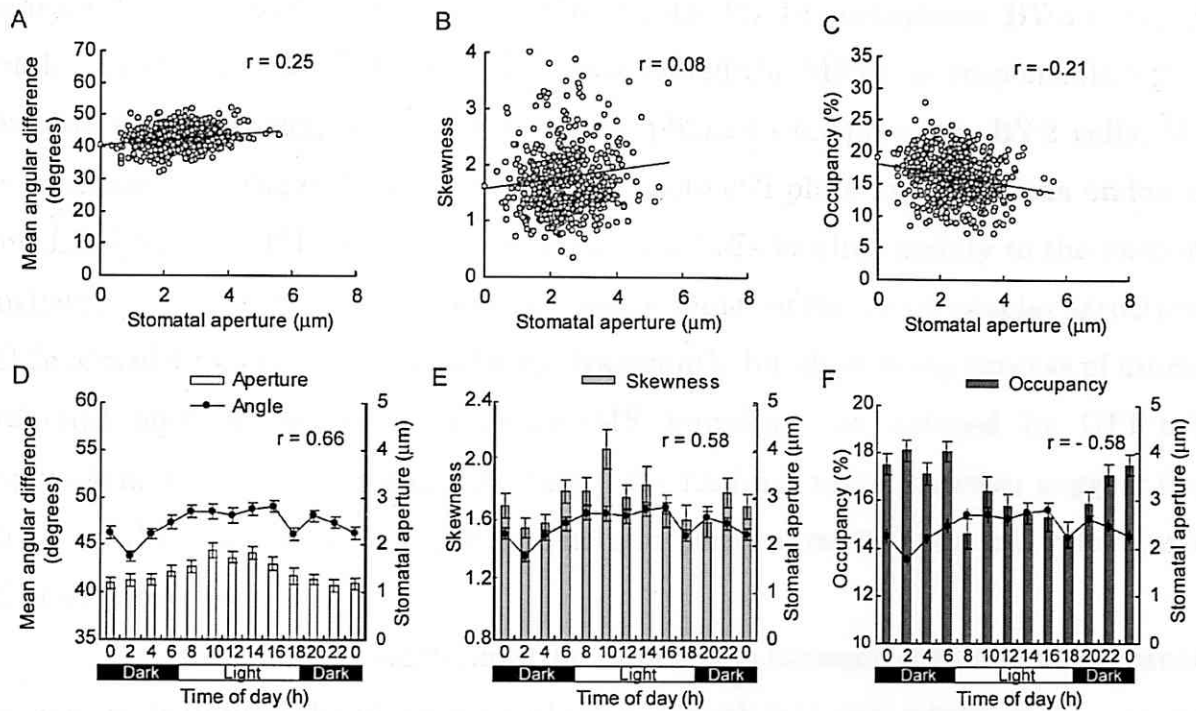 A
r = 0.25
Mean angular difference
(degrees)
70
60
50
40
30
20
10
0
0 2 4 6 8
Stomatal aperture (μm)
B
r = 0.08
Skewness
4
3
2
1
0
0 2 4 6 8
Stomatal aperture (μm)
C
r = -0.21
Occupancy (%)
35
30
25
20
15
10
5
0
0 2 4 6 8
Stomatal aperture (μm)
D
Aperture
Angle
r = 0.66
Mean angular difference
(degrees)
60
55
50
45
40
35
Stomatal aperture (μm)
5
4
3
2
1
0
0 2 4 6 8 10 12 14 16 18 20 22 0
Dark Light Dark
Time of day (h)
E
Skewness
r = 0.58
Skewness
2.4
2.0
1.6
1.2
0.8
Stomatal aperture (μm)
5
4
3
2
1
0
0 2 4 6 8 10 12 14 16 18 20 22 0
Dark Light Dark
Time of day (h)
F
Occupancy
r = - 0.58
Occupancy (%)
20
18
16
14
12
10
Stomatal aperture (μm)
5
4
3
2
1
0
0 2 4 6 8 10 12 14 16 18 20 22 0
Dark Light Dark
Time of day (h)